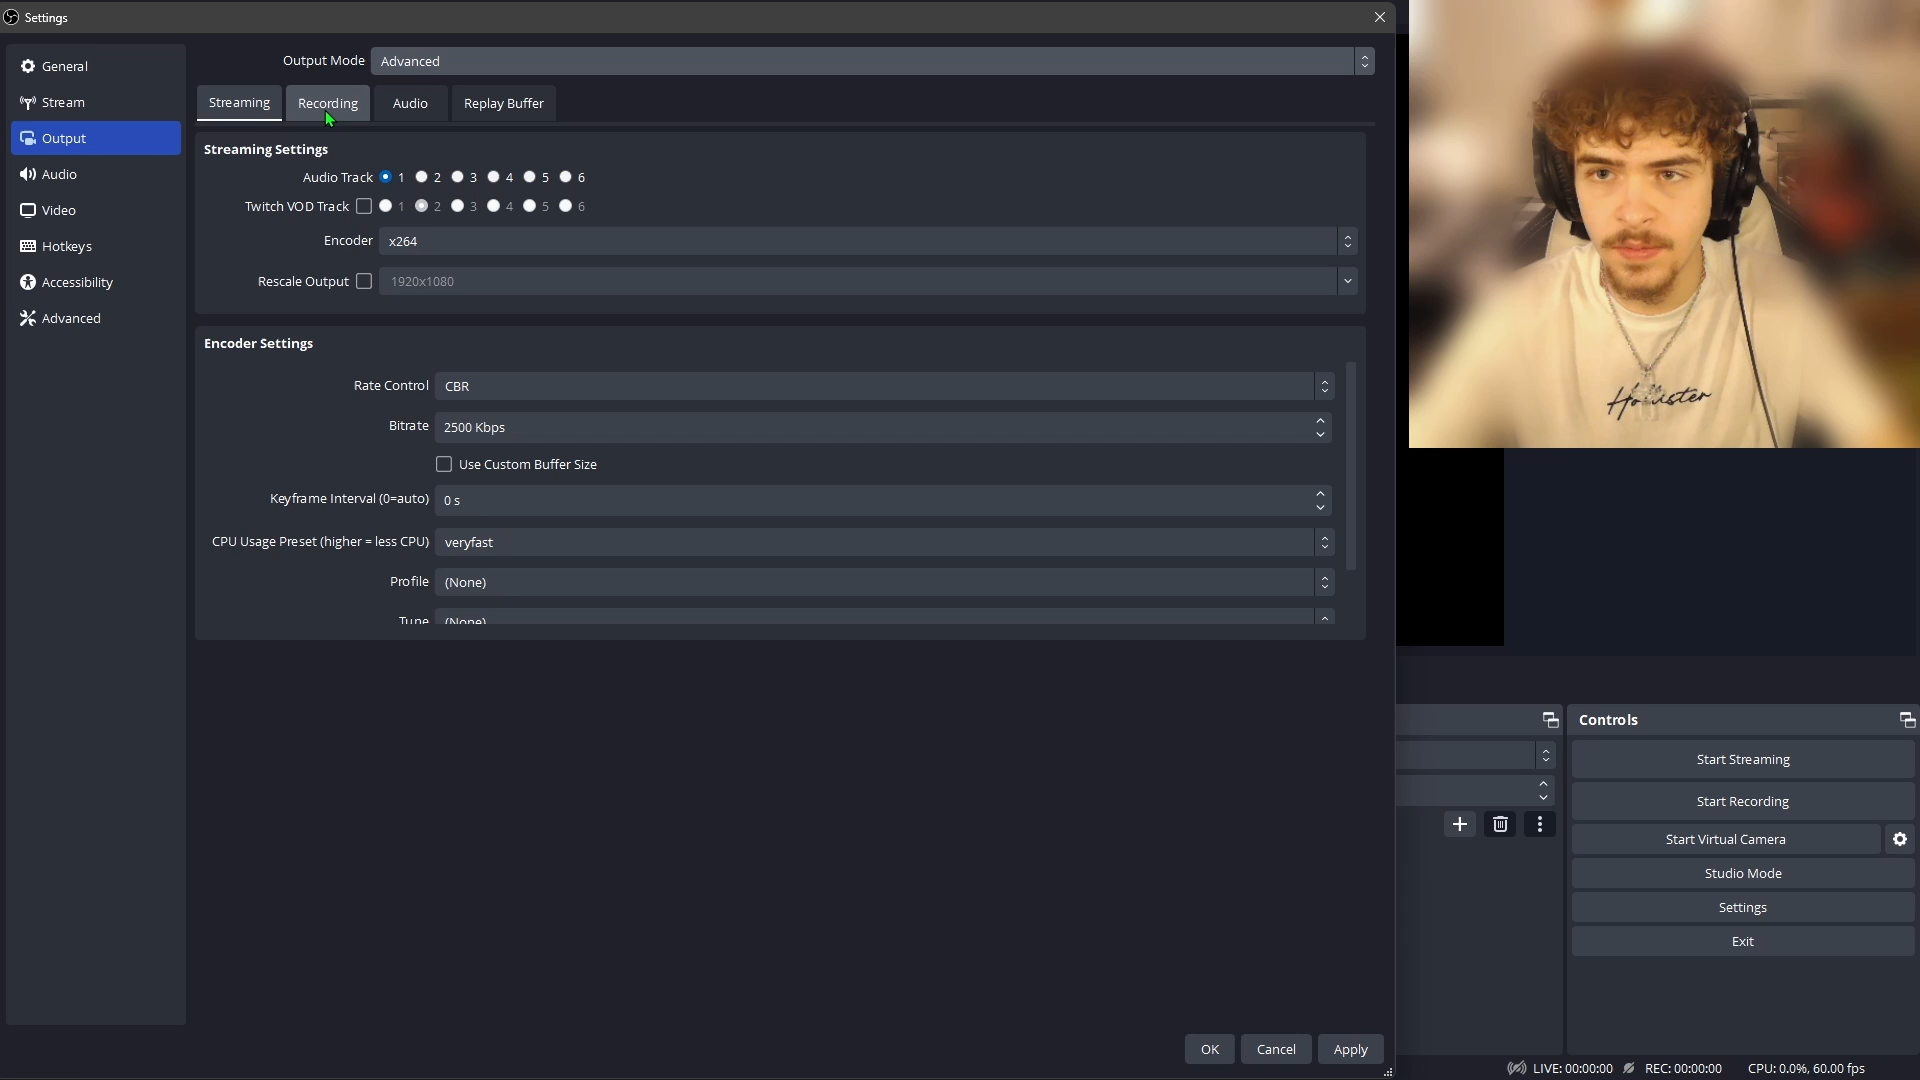 Settings
General
Stream
Output
Audio
Video
Hotkeys
Accessibility
Advanced
Output Mode Advanced
Streaming Recording Audio Replay Buffer
Streaming Settings
Audio Track 1 2 3 4 5 6
Twitch VOD Track 1 2 3 4 5 6
Encoder x264
Rescale Output 1920x1080
Encoder Settings
Rate Control CBR
Bitrate 2500 Kbps
Use Custom Buffer Size
Keyframe Interval (0=auto) 0 s
CPU Usage Preset (higher = less CPU) veryfast
Profile (None)
Tune (None)
OK Cancel Apply
Hollister
Controls
Start Streaming
Start Recording
Start Virtual Camera
Studio Mode
Settings
Exit
LIVE: 00:00:00 REC: 00:00:00 CPU: 0.0%, 60.00 fps